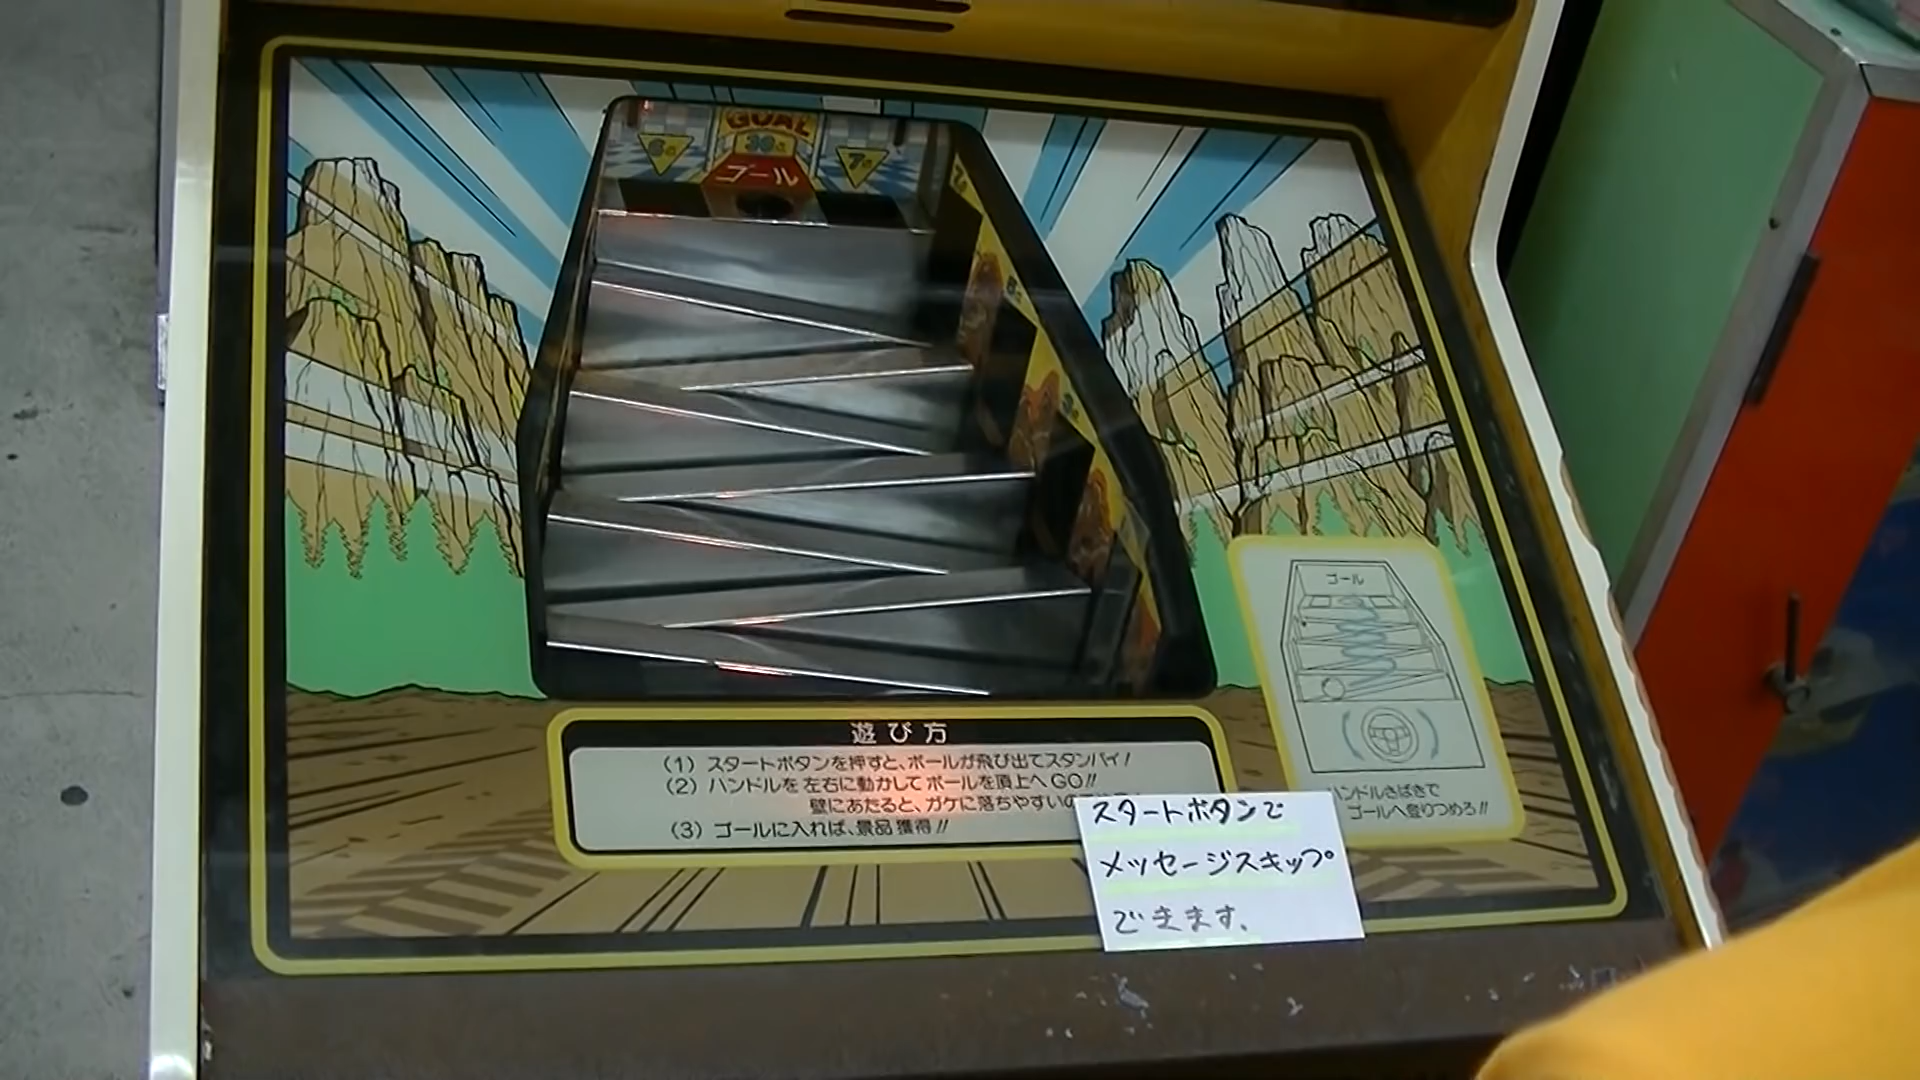 GOAL
30点
6点
7点
ゴール
ゴール
遊び方
(1) スタートボタンを押すと、ボールが飛び出てスタンバイ!
(2) ハンドルを左右に動かしてボールを頂上へGO!!
壁にあたると、ガケに落ちやすいの
(3) ゴールに入れば、景品獲得!!
ハンドルさばきで
ゴールへ登りつめろ!!
スタートボタンで
メッセージスキップ
できます.